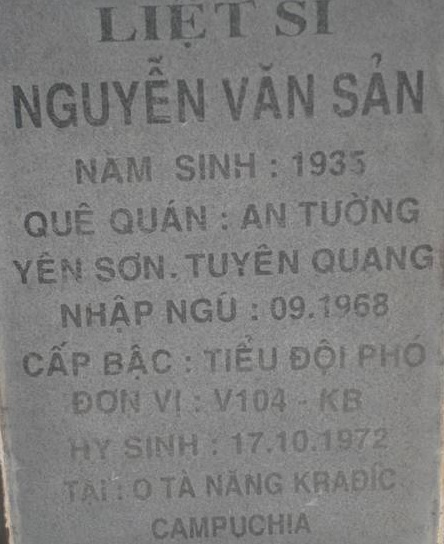 LIỆT SĨ
NGUYỄN VĂN SẢN
NĂM SINH : 1935
QUÊ QUÁN : AN TƯỜNG
YÊN SƠN. TUYÊN QUANG
NHẬP NGŨ : 09.1968
CẤP BẬC : TIỂU ĐỘI PHÓ
ĐƠN VỊ : V104 - KB
HY SINH : 17.10.1972
TẠI : O TÀ NĂNG KRAĐÍC
CAMPUCHIA